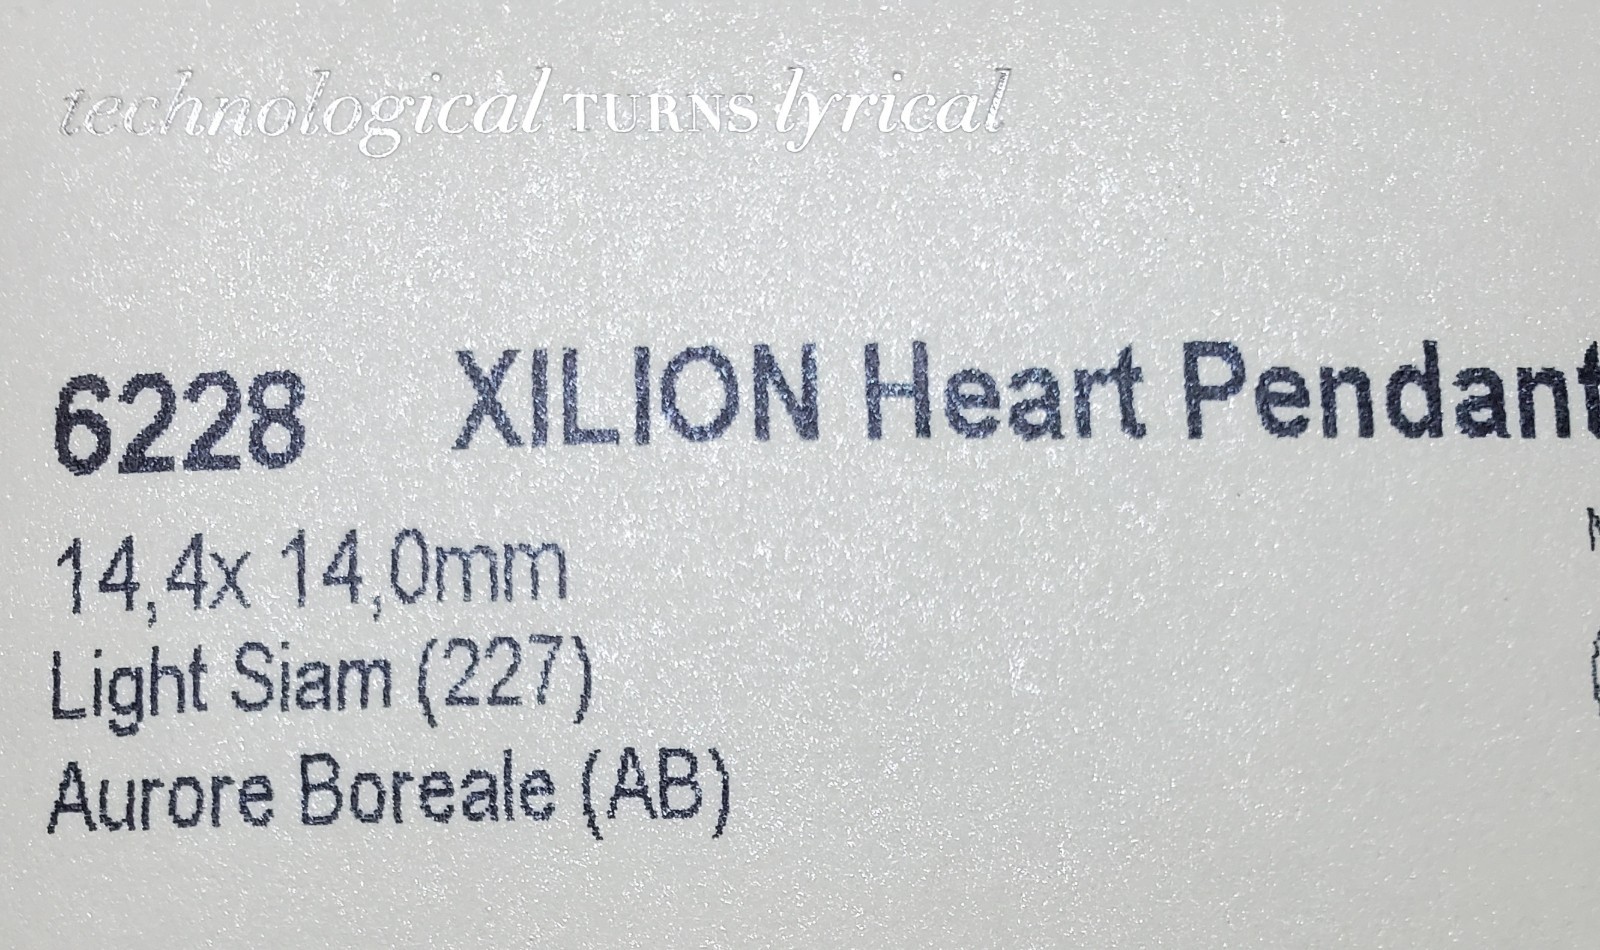 technological TURNS lyrical
6228 XILION Heart Pendant
14,4x 14,0mm
Light Siam (227)
Aurore Boreale (AB)